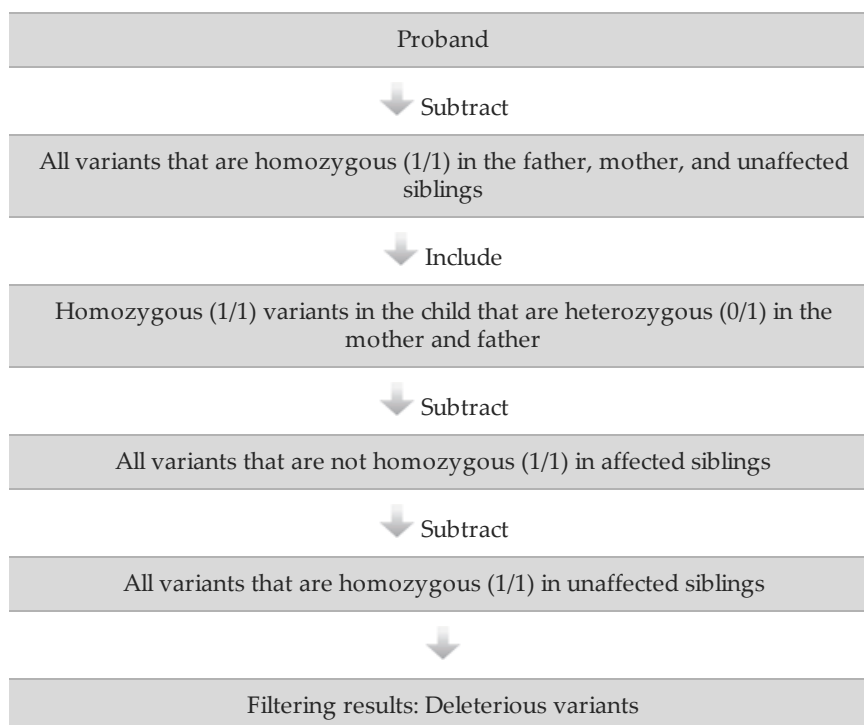 Proband
Subtract
All variants that are homozygous (1/1) in the father, mother, and unaffected
siblings
Include
Homozygous (1/1) variants in the child that are heterozygous (0/1) in the
mother and father
Subtract
All variants that are not homozygous (1/1) in affected siblings
Subtract
All variants that are homozygous (1/1) in unaffected siblings
Filtering results: Deleterious variants